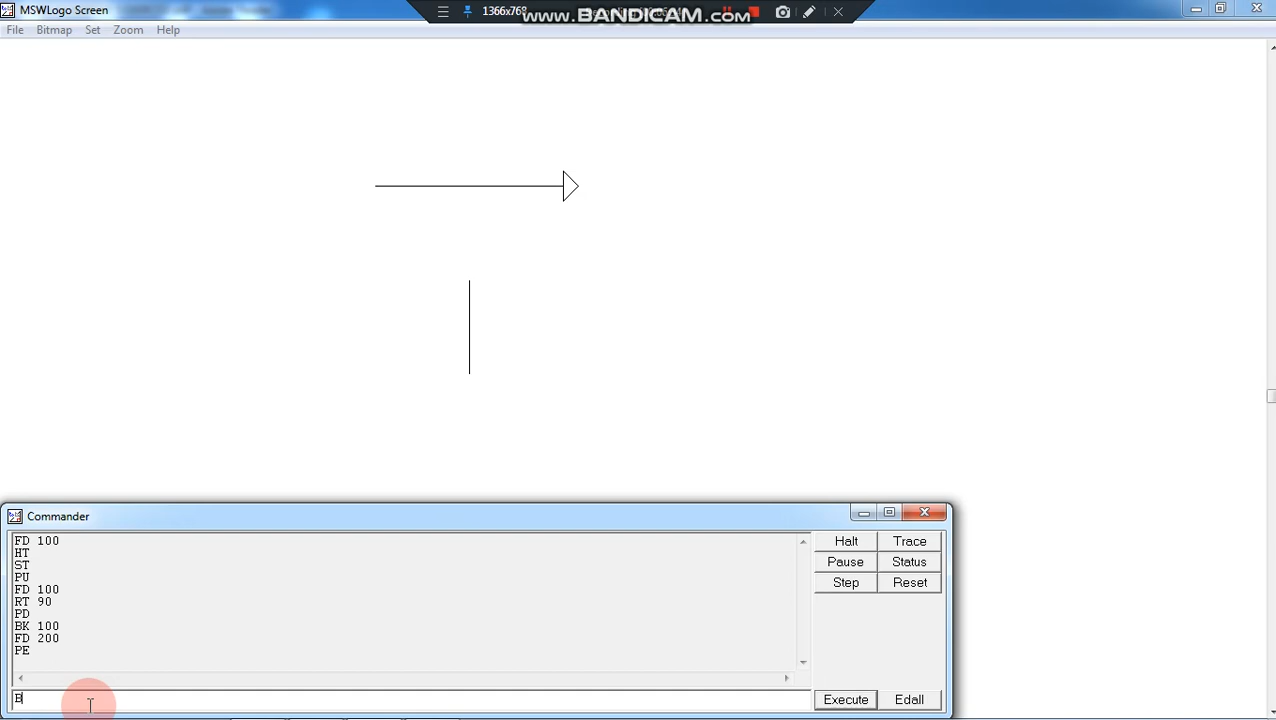 MSWLogo Screen
1366x768
www.BANDICAM.com
File Bitmap Set Zoom Help
Commander
FD 100
HT
ST
PU
FD 100
RT 90
PD
BK 100
FD 200
PE
Halt Trace
Pause Status
Step Reset
B
Execute Edall